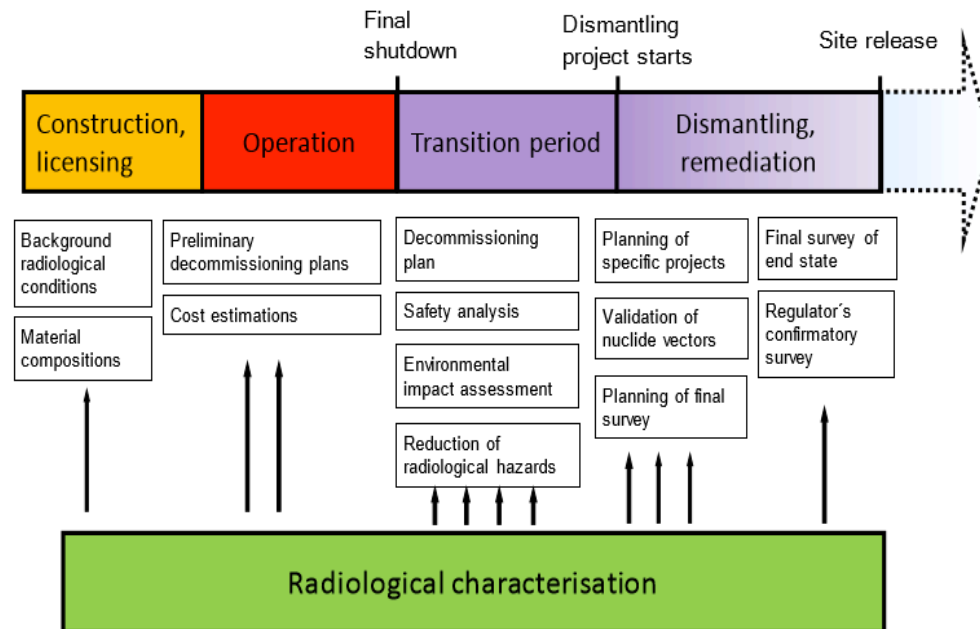 Final
shutdown
Dismantling
project starts
Site release
Construction,
licensing
Operation
Transition period
Dismantling,
remediation
Background
radiological
conditions
Material
compositions
Preliminary
decommissioning plans
Cost estimations
Decommissioning
plan
Safety analysis
Environmental
impact assessment
Reduction of
radiological hazards
Planning of
specific projects
Validation of
nuclide vectors
Planning of final
survey
Final survey of
end state
Regulator´s
confirmatory
survey
Radiological characterisation